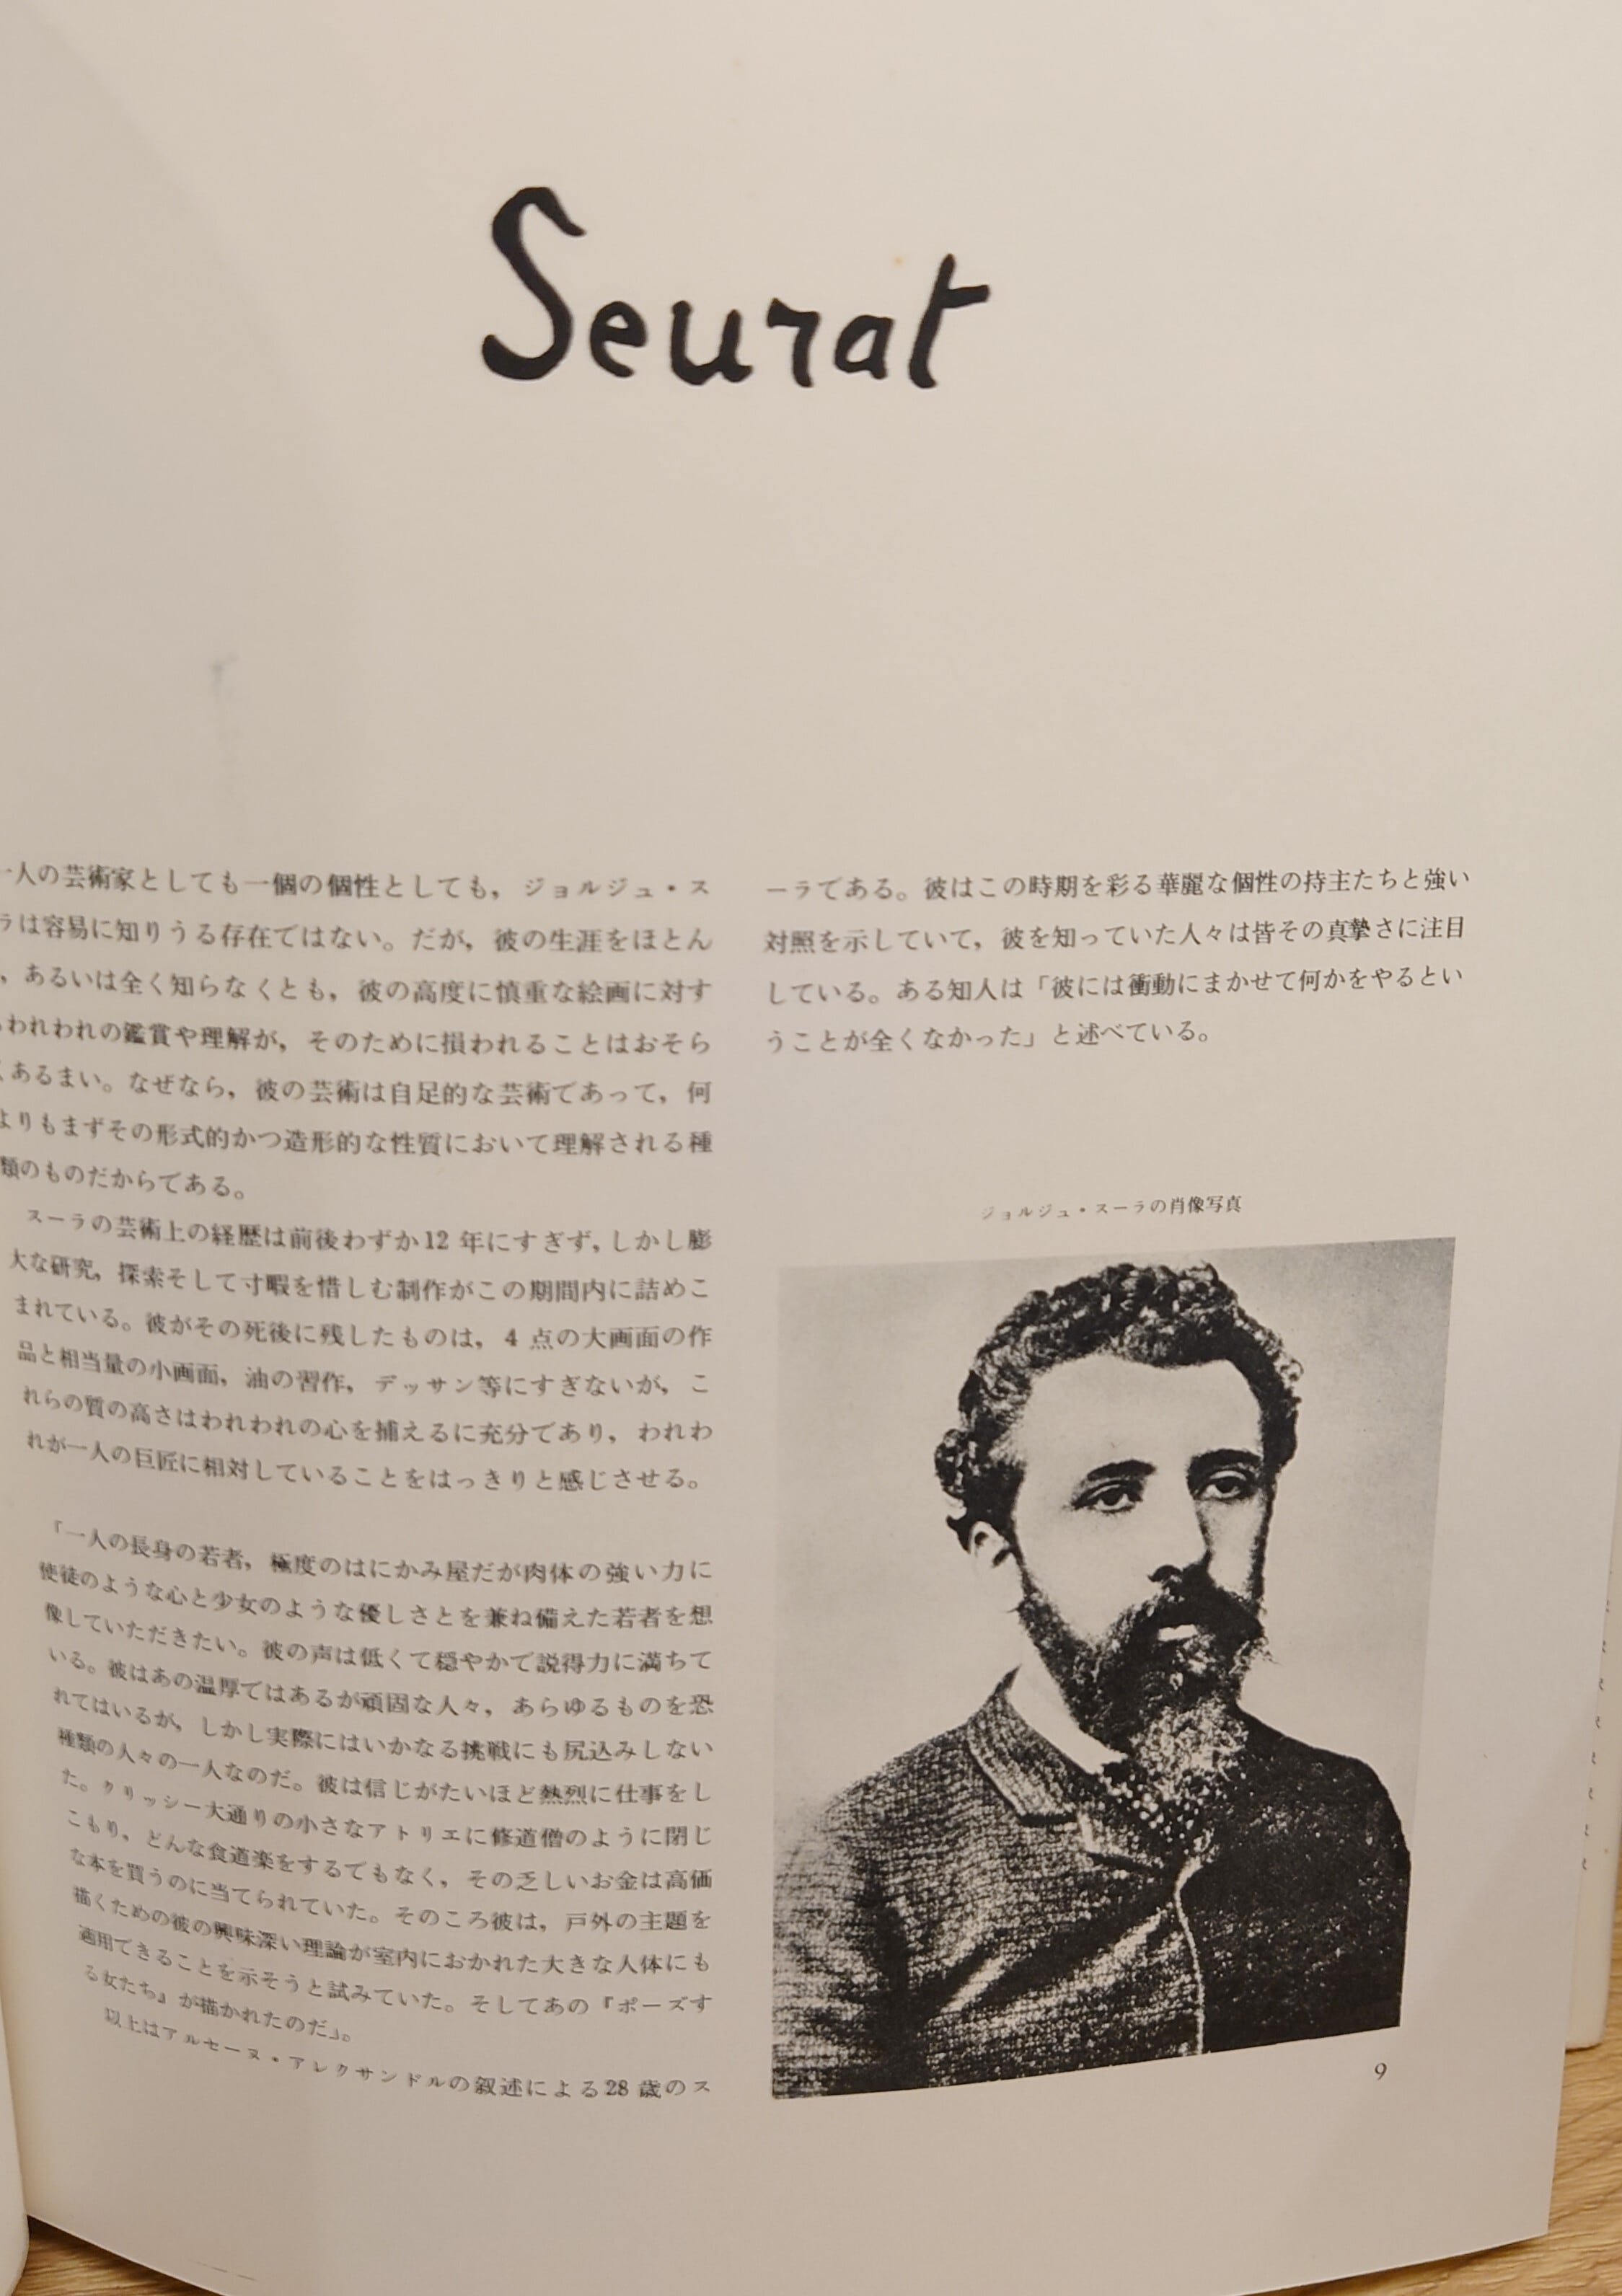 Seurat
一人の芸術家としても一個の個性としても，ジョルジュ・ス
ラは容易に知りうる存在ではない。だが，彼の生涯をほとん
，あるいは全く知らなくとも，彼の高度に慎重な絵画に対す
われわれの鑑賞や理解が，そのために損われることはおそら
くあるまい。なぜなら，彼の芸術は自足的な芸術であって，何
よりもまずその形式的かつ造形的な性質において理解される種
類のものだからである。
スーラの芸術上の経歴は前後わずか12年にすぎず，しかし膨
大な研究，探索そして寸暇を惜しむ制作がこの期間内に詰めこ
まれている。彼がその死後に残したものは，4点の大画面の作
品と相当量の小画面，油の習作，デッサン等にすぎないが，こ
れらの質の高さはわれわれの心を捕えるに充分であり，われわ
れが一人の巨匠に相対していることをはっきりと感じさせる。
「一人の長身の若者，極度のはにかみ屋だが肉体の強い力に
使徒のような心と少女のような優しさとを兼ね備えた若者を想
像していただきたい。彼の声は低くて穏やかで説得力に満ちて
いる。彼はあの温厚ではあるが頑固な人々，あらゆるものを恐
れてはいるが，しかし実際にはいかなる挑戦にも尻込みしない
種類の人々の一人なのだ。彼は信じがたいほど熱烈に仕事をし
た。クリッシー大通りの小さなアトリエに修道僧のように閉じ
こもり，どんな食道楽をするでもなく，その乏しいお金は高価
な本を買うのに当てられていた。そのころ彼は，戸外の主題を
描くための彼の興味深い理論が室内におかれた大きな人体にも
適用できることを示そうと試みていた。そしてあの『ポーズす
る女たち』が描かれたのだ」。
以上はアルセーヌ・アレクサンドルの叙述による28歳のス
ーラである。彼はこの時期を彩る華麗な個性の持主たちと強い
対照を示していて，彼を知っていた人々は皆その真摯さに注目
している。ある知人は「彼には衝動にまかせて何かをやるとい
うことが全くなかった」と述べている。
ジョルジュ・スーラの肖像写真
9